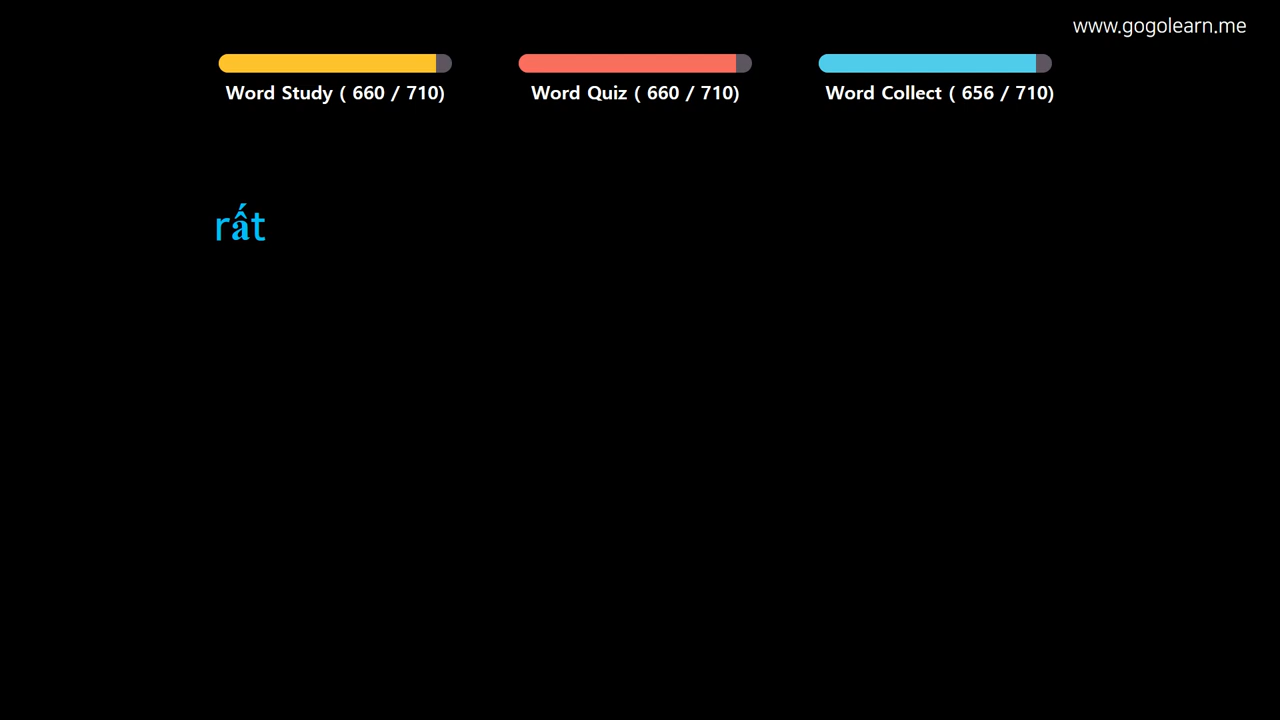 www.gogolearn.me
Word Study ( 660 / 710)
Word Quiz ( 660 / 710)
Word Collect ( 656 / 710)
rất